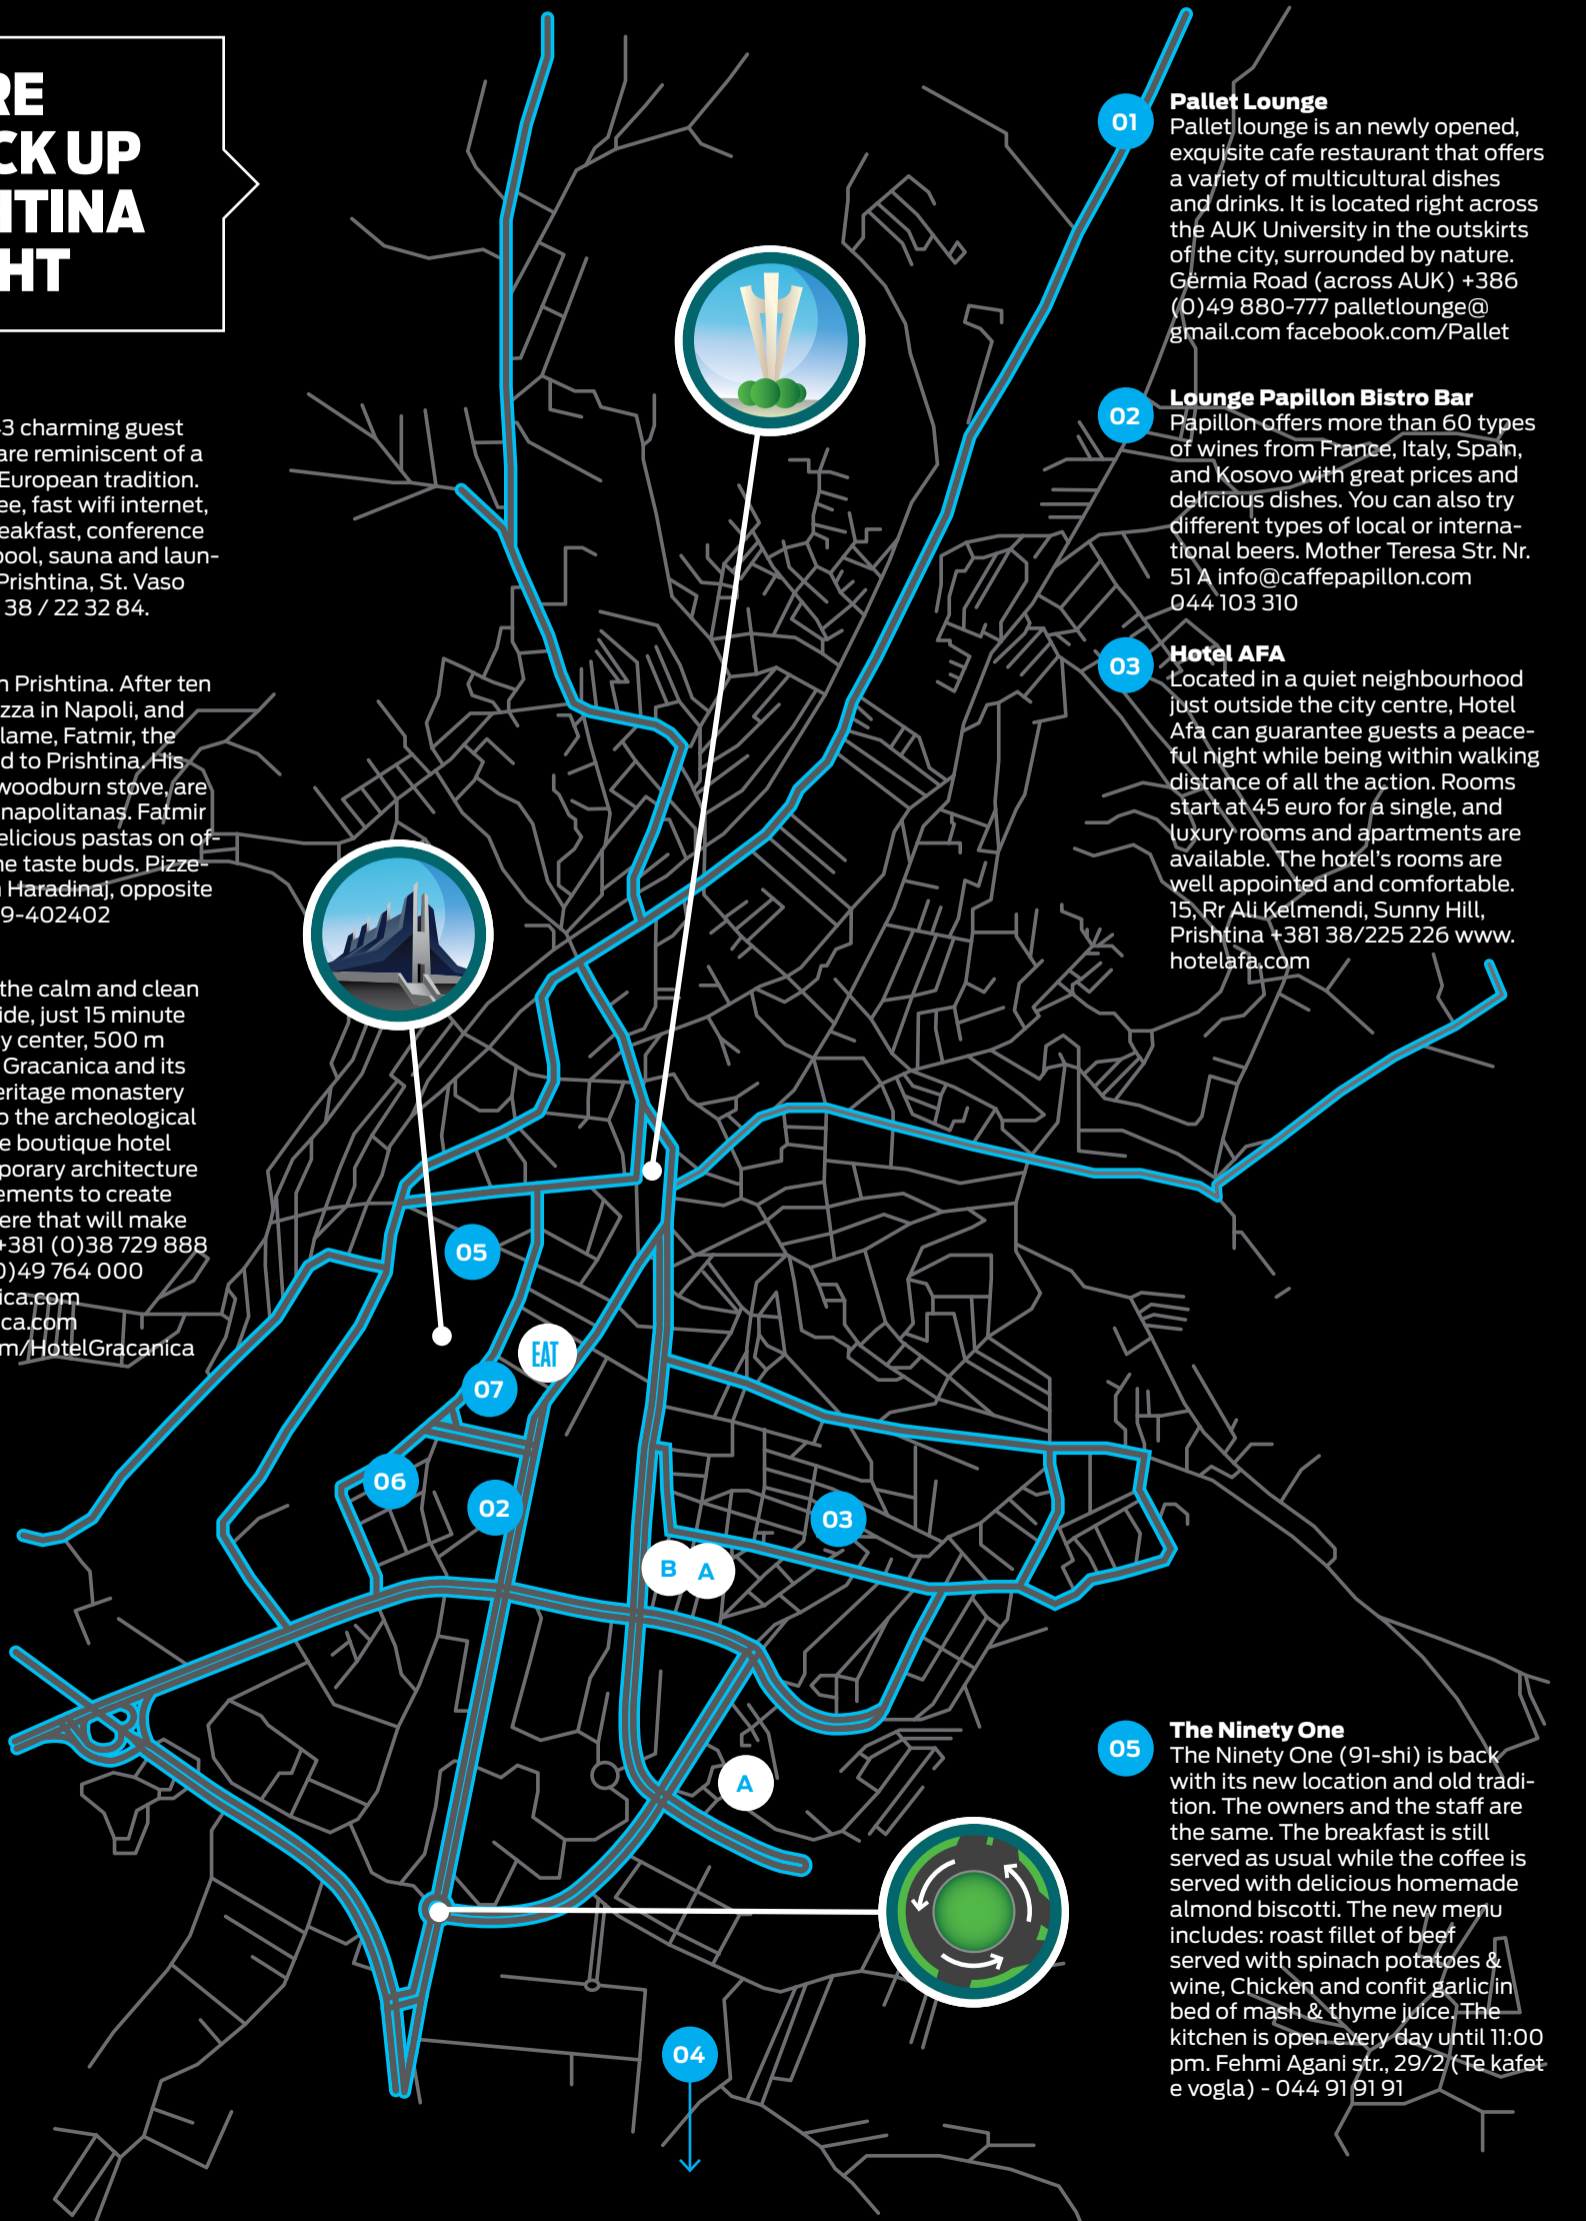 RE
CK UP
HTINA
HT
43 charming guest
are reminiscent of a
European tradition.
ee, fast wifi internet,
eakfast, conference
pool, sauna and laun-
Prishtina, St. Vaso
38 / 22 32 84.
n Prishtina. After ten
zza in Napoli, and
lame, Fatmir, the
d to Prishtina. His
woodburn stove, are
napolitanas. Fatmir
elicious pastas on of-
ne taste buds. Pizze-
n Haradinaj, opposite
9-402402
the calm and clean
ide, just 15 minute
y center, 500 m
Gracanica and its
eritage monastery
o the archeological
e boutique hotel
porary architecture
ements to create
ere that will make
+381 (0)38 729 888
0)49 764 000
ica.com
ca.com
m/HotelGracanica
01
Pallet Lounge
Pallet lounge is an newly opened,
exquisite cafe restaurant that offers
a variety of multicultural dishes
and drinks. It is located right across
the AUK University in the outskirts
of the city, surrounded by nature.
Gërmia Road (across AUK) +386
(0)49 880-777 palletlounge@
gmail.com facebook.com/Pallet
02
Lounge Papillon Bistro Bar
Papillon offers more than 60 types
of wines from France, Italy, Spain,
and Kosovo with great prices and
delicious dishes. You can also try
different types of local or interna-
tional beers. Mother Teresa Str. Nr.
51 A info@caffepapillon.com
044 103 310
03
Hotel AFA
Located in a quiet neighbourhood
just outside the city centre, Hotel
Afa can guarantee guests a peace-
ful night while being within walking
distance of all the action. Rooms
start at 45 euro for a single, and
luxury rooms and apartments are
available. The hotel's rooms are
well appointed and comfortable.
15, Rr Ali Kelmendi, Sunny Hill,
Prishtina +381 38/225 226 www.
hotelafa.com
05
EAT
07
06
02
03
B
A
A
04
05
The Ninety One
The Ninety One (91-shi) is back
with its new location and old tradi-
tion. The owners and the staff are
the same. The breakfast is still
served as usual while the coffee is
served with delicious homemade
almond biscotti. The new menu
includes: roast fillet of beef
served with spinach potatoes &
wine, Chicken and confit garlic in
bed of mash & thyme juice. The
kitchen is open every day until 11:00
pm. Fehmi Agani str., 29/2 (Te kafet
e vogla) - 044 91 91 91